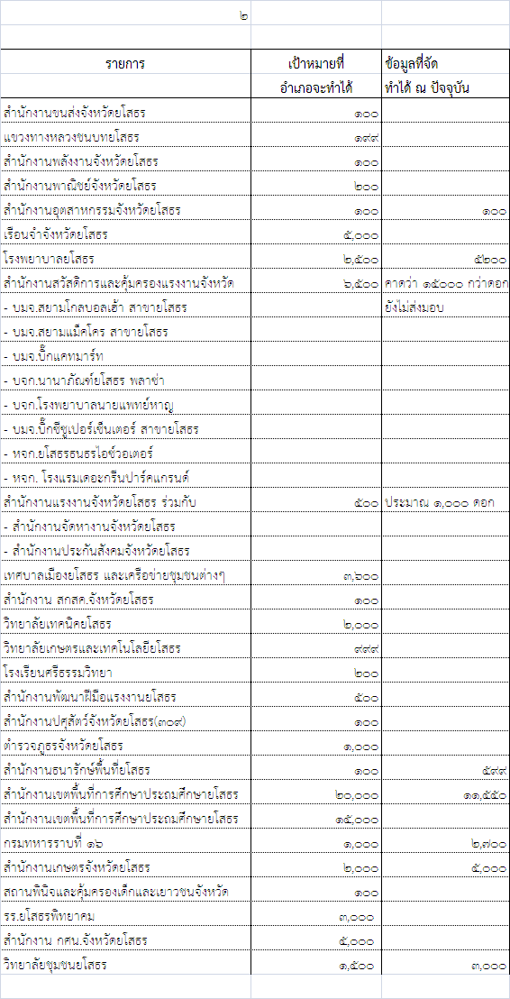 ๒
รายการ เป้าหมายที่ ข้อมูลที่จัด
อำเภอจะทำได้ ทำได้ ณ ปัจจุบัน
สำนักงานขนส่งจังหวัดยโสธร ๑๐๐
แขวงทางหลวงชนบทยโสธร ๑๙๙
สำนักงานพลังงานจังหวัดยโสธร ๑๐๐
สำนักงานพาณิชย์จังหวัดยโสธร ๒๐๐
สำนักงานอุตสาหกรรมจังหวัดยโสธร ๑๐๐ ๑๐๐
เรือนจำจังหวัดยโสธร ๕,๐๐๐
โรงพยาบาลยโสธร ๒,๕๐๐ ๕๒๐๐
สำนักงานสวัสดิการและคุ้มครองแรงงานจังหวัด ๖,๕๐๐ คาดว่า ๑๕๐๐๐ กว่าดอก
- บมจ.สยามโกลบอลเฮ้า สาขายโสธร ยังไม่ส่งมอบ
- บมจ.สยามแม็คโคร สาขายโสธร
- บมจ.บิ๊กแคทมาร์ท
- บจก.นานาภัณฑ์ยโสธร พลาซ่า
- บจก.โรงพยาบาลนายแพทย์หาญ
- บมจ.บิ๊กซีซูเปอร์เซ็นเตอร์ สาขายโสธร
- หจก.ยโสธรธนธรไอซ์วอเตอร์
- หจก. โรงแรมเดอะกรีนปาร์คแกรนด์
สำนักงานแรงงานจังหวัดยโสธร ร่วมกับ ๕๐๐ ประมาณ ๑,๐๐๐ ดอก
- สำนักงานจัดหางานจังหวัดยโสธร
- สำนักงานประกันสังคมจังหวัดยโสธร
เทศบาลเมืองยโสธร และเครือข่ายชุมชนต่างๆ ๓,๖๐๐
สำนักงาน สกสค.จังหวัดยโสธร ๑๐๐
วิทยาลัยเทคนิคยโสธร ๒,๐๐๐
วิทยาลัยเกษตรและเทคโนโลยียโสธร ๙๙๙
โรงเรียนศรีธรรมวิทยา ๒๐๐
สำนักงานพัฒนาฝีมือแรงงานยโสธร ๕๐๐
สำนักงานปศุสัตว์จังหวัดยโสธร(๓๐๙) ๑๐๐
ตำรวจภูธรจังหวัดยโสธร ๑,๐๐๐
สำนักงานธนารักษ์พื้นที่ยโสธร ๑๐๐ ๕๙๙
สำนักงานเขตพื้นที่การศึกษาประถมศึกษายโสธร ๒๐,๐๐๐ ๑๑,๕๕๐
สำนักงานเขตพื้นที่การศึกษาประถมศึกษายโสธร ๑๕,๐๐๐
กรมทหารราบที่ ๑๖ ๑,๐๐๐ ๒,๗๐๐
สำนักงานเกษตรจังหวัดยโสธร ๒,๐๐๐ ๕,๐๐๐
สถานพินิจและคุ้มครองเด็กและเยาวชนจังหวัด ๑๐๐
รร.ยโสธรพิทยาคม ๓,๐๐๐
สำนักงาน กศน.จังหวัดยโสธร ๕,๐๐๐
วิทยาลัยชุมชนยโสธร ๑,๕๐๐ ๓,๐๐๐